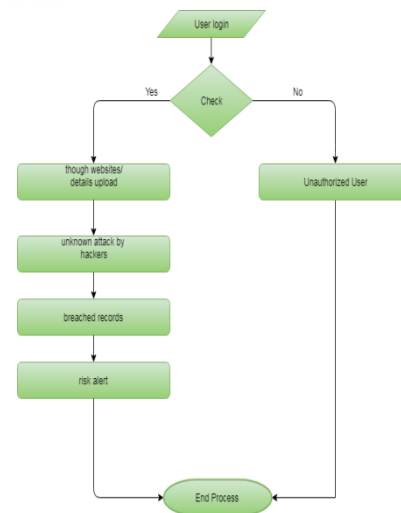 User login
Check
Yes
No
though websites/
details upload
Unauthorized User
unknown attack by
hackers
breached records
risk alert
End Process